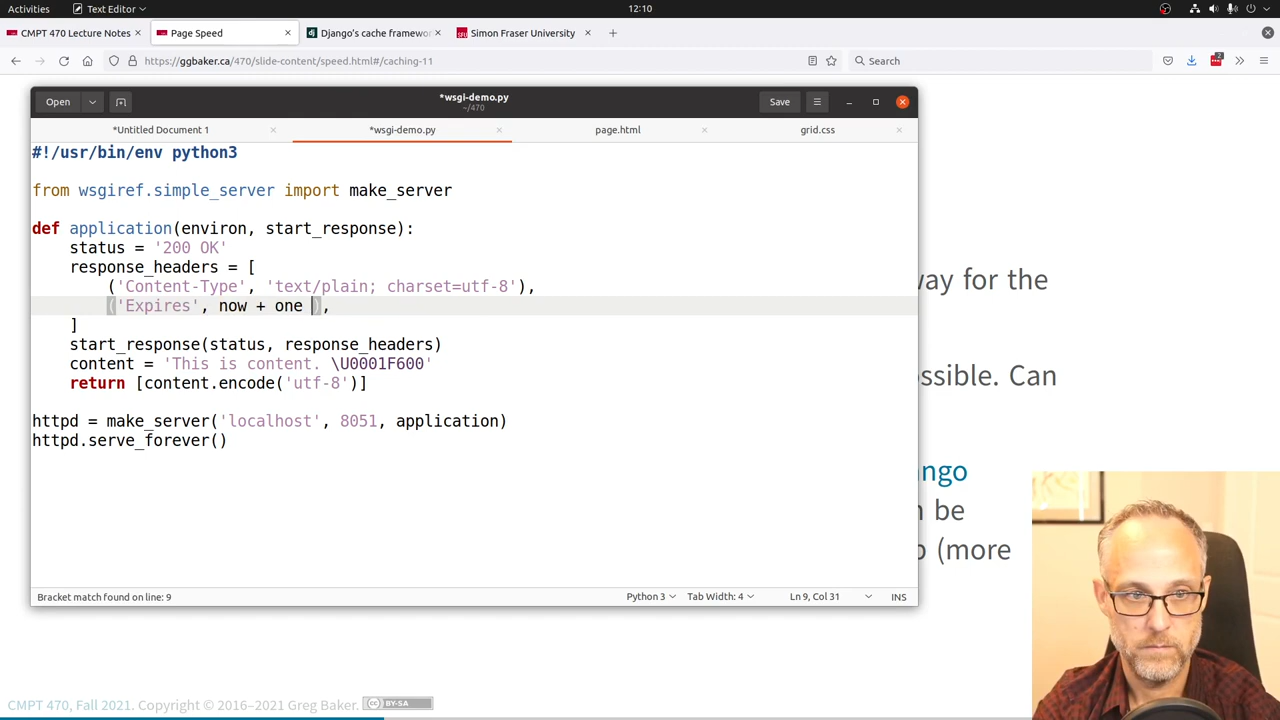 Activities Text Editor 12:10
CMPT 470 Lecture Notes Page Speed Django's cache framewor Simon Fraser University
https://ggbaker.ca/470/slide-content/speed.html#/caching-11 Search 2
Open *wsgi-demo.py Save
~/470
*Untitled Document 1 *wsgi-demo.py page.html grid.css
#!/usr/bin/env python3
from wsgiref.simple_server import make_server
def application(environ, start_response):
status = '200 OK'
response_headers = [
('Content-Type', 'text/plain; charset=utf-8'),
('Expires', now + one ),
]
start_response(status, response_headers)
content = 'This is content. \U0001F600'
return [content.encode('utf-8')]
httpd = make_server('localhost', 8051, application)
httpd.serve_forever()
way for the
ssible. Can
ngo
n be
(more
Bracket match found on line: 9 Python 3 Tab Width: 4 Ln 9, Col 31 INS
CMPT 470, Fall 2021. Copyright © 2016–2021 Greg Baker. CC BY-SA